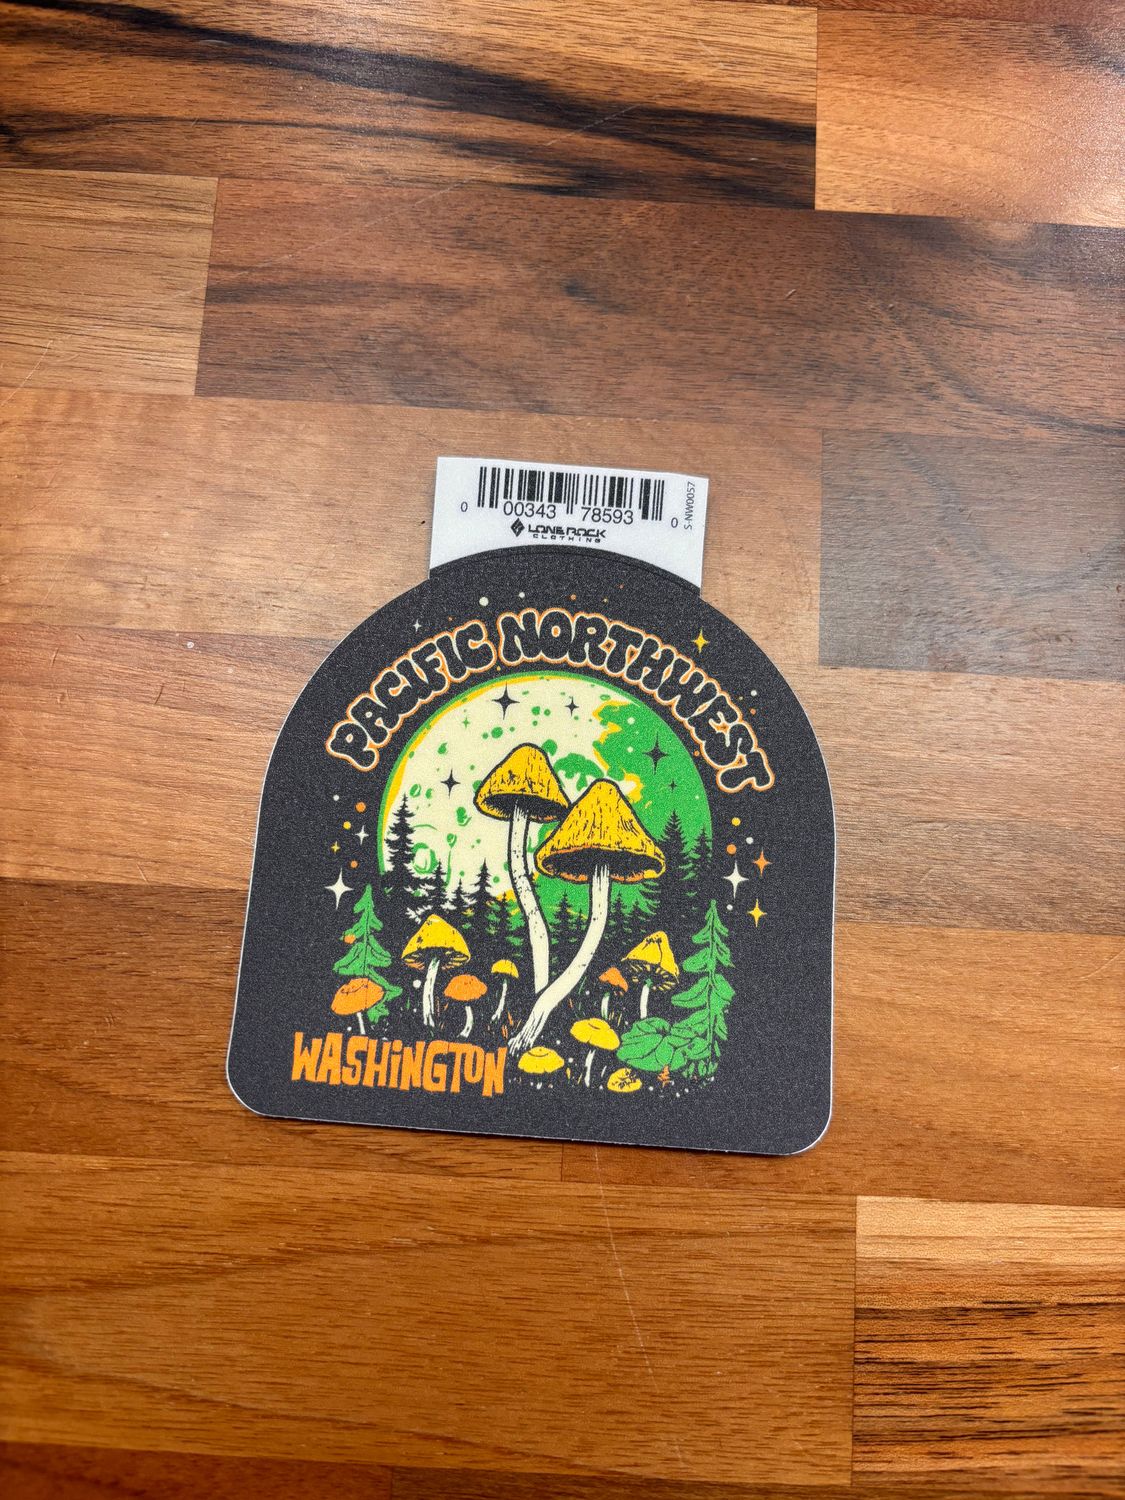 0 00343 78593 0
S-NW0057
LONE ROCK
CLOTHING
PACIFIC NORTHWEST
WASHiNGTON